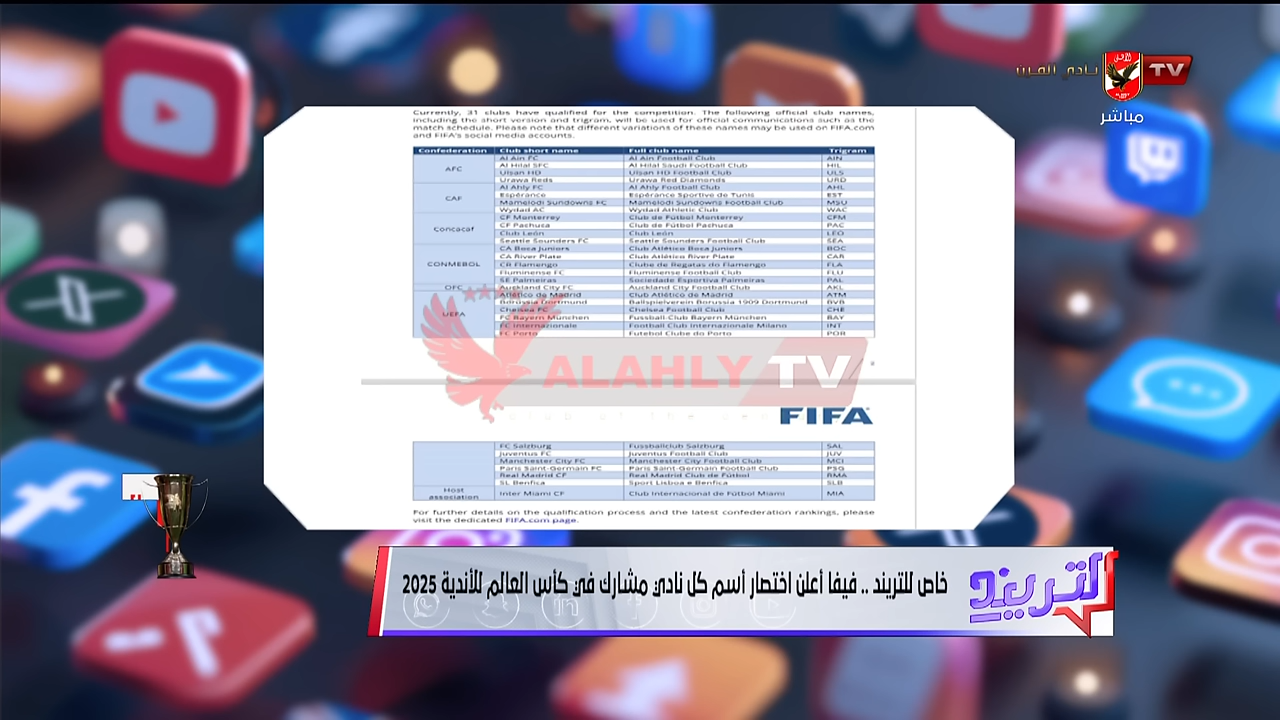 نادي القرن
TV
مباشر
Currently, 31 clubs have qualified for the competition. The following official club names,
including the short version and trigram, will be used for official communications such as the
match schedule. Please note that different variations of these names may be used on FIFA.com
and FIFA's social media accounts.
Confederation Club short name Full club name Trigram
AFC
Al Ain FC Al Ain Football Club AIN
Al Hilal SFC Al Hilal Saudi Football Club HIL
Ulsan HD Ulsan HD Football Club ULS
Urawa Reds Urawa Red Diamonds URD
CAF
Al Ahly FC Al Ahly Football Club AHL
Espérance Espérance Sportive de Tunis EST
Mamelodi Sundowns FC Mamelodi Sundowns Football Club MSU
Wydad AC Wydad Athletic Club WAC
Concacaf
CF Monterrey Club de Fútbol Monterrey CFM
CF Pachuca Club de Fútbol Pachuca PAC
Club León Club León LEO
Seattle Sounders FC Seattle Sounders Football Club SEA
CONMEBOL
CA Boca Juniors Club Atlético Boca Juniors BOC
CA River Plate Club Atlético River Plate CAR
CR Flamengo Clube de Regatas do Flamengo FLA
Fluminense FC Fluminense Football Club FLU
SE Palmeiras Sociedade Esportiva Palmeiras PAL
OFC Auckland City FC Auckland City Football Club AKL
UEFA
Atlético de Madrid Club Atlético de Madrid ATM
Borussia Dortmund Ballspielverein Borussia 1909 Dortmund BVB
Chelsea FC Chelsea Football Club CHE
FC Bayern München Fussball-Club Bayern München BAY
FC Internazionale Football Club Internazionale Milano INT
FC Porto Futebol Clube do Porto POR
ALAHLY TV
FIFA
FC Salzburg Fussballclub Salzburg SAL
Juventus FC Juventus Football Club JUV
Manchester City FC Manchester City Football Club MCI
Paris Saint-Germain FC Paris Saint-Germain Football Club PSG
Real Madrid CF Real Madrid Club de Fútbol RMA
SL Benfica Sport Lisboa e Benfica SLB
Host association Inter Miami CF Club Internacional de Fútbol Miami MIA
For further details on the qualification process and the latest confederation rankings, please
visit the dedicated FIFA.com page.
التريند
خاص للتريند .. فيفا أعلن اختصار أسم كل نادي مشارك في كأس العالم للأندية 2025